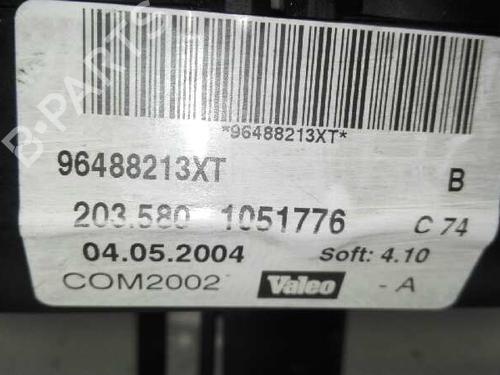 *96488213XT*
96488213XT B
203.580 1051776 C 74
04.05.2004 Soft: 4.10
COM2002 Valeo - A
B-PARTS